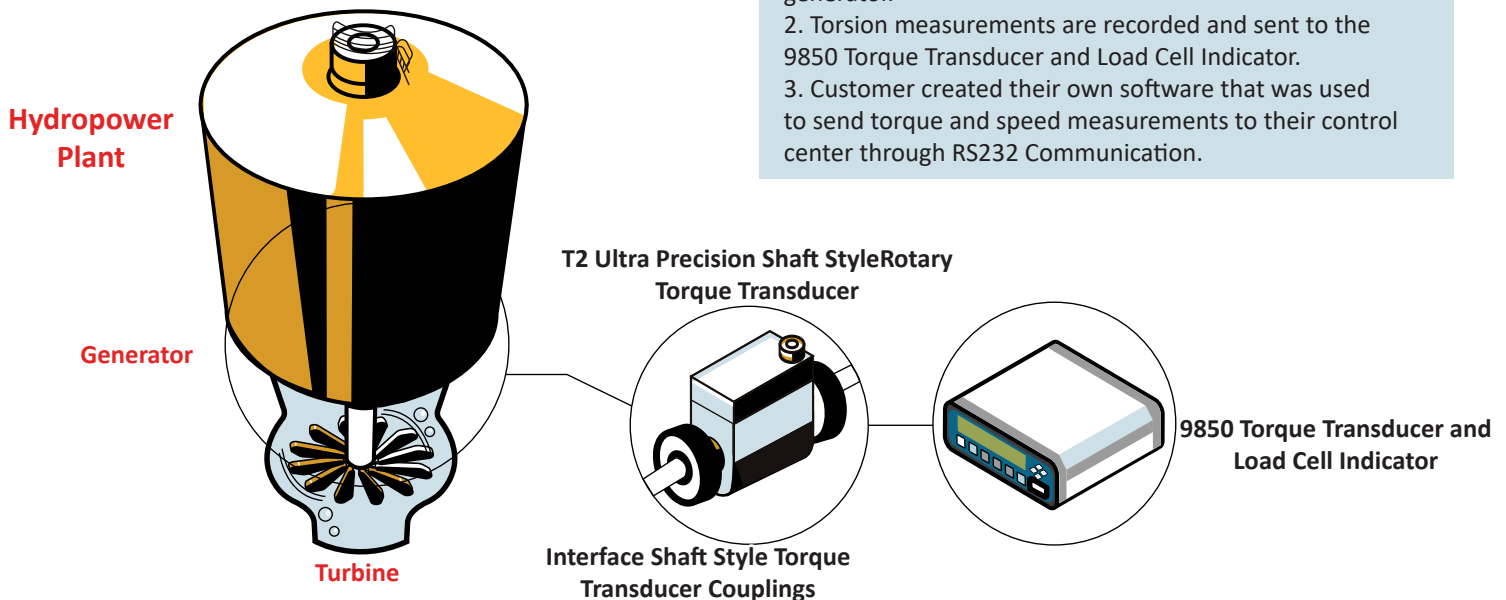 generator.
2. Torsion measurements are recorded and sent to the
9850 Torque Transducer and Load Cell Indicator.
3. Customer created their own software that was used
to send torque and speed measurements to their control
center through RS232 Communication.
Hydropower
Plant
T2 Ultra Precision Shaft StyleRotary
Torque Transducer
Generator
9850 Torque Transducer and
Load Cell Indicator
Interface Shaft Style Torque
Transducer Couplings
Turbine